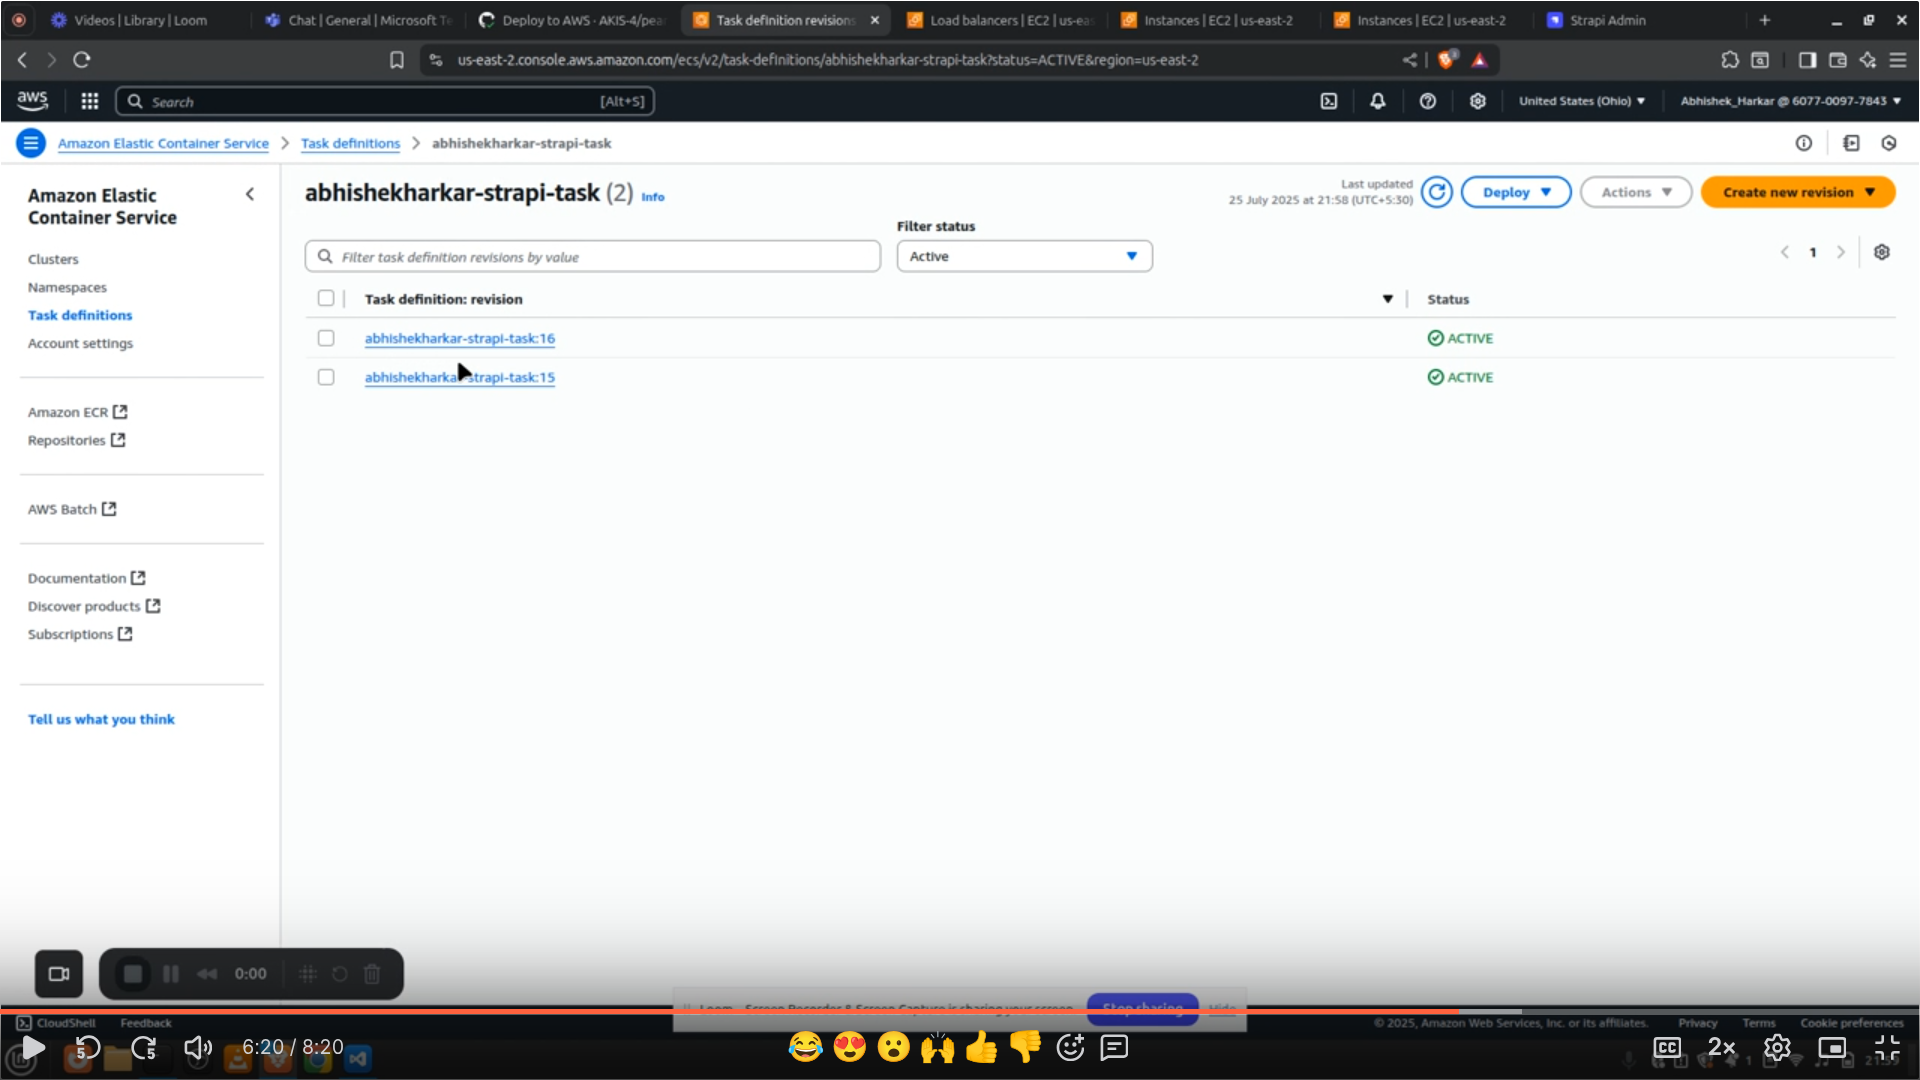 Videos | Library | Loom
Chat | General | Microsoft Te
Deploy to AWS · AKIS-4/pear
Task definition revisions
Load balancers | EC2 | us-eas
Instances | EC2 | us-east-2
Instances | EC2 | us-east-2
Strapi Admin
us-east-2.console.aws.amazon.com/ecs/v2/task-definitions/abhishekharkar-strapi-task?status=ACTIVE&region=us-east-2
aws
Search
[Alt+S]
United States (Ohio)
Abhishek_Harkar @ 6077-0097-7843
Amazon Elastic Container Service
Task definitions
abhishekharkar-strapi-task
Amazon Elastic
Container Service
Clusters
Namespaces
Task definitions
Account settings
Amazon ECR
Repositories
AWS Batch
Documentation
Discover products
Subscriptions
Tell us what you think
abhishekharkar-strapi-task (2)
Info
Last updated
25 July 2025 at 21:58 (UTC+5:30)
Deploy
Actions
Create new revision
Filter status
Filter task definition revisions by value
Active
1
Task definition: revision
Status
abhishekharkar-strapi-task:16
ACTIVE
abhishekharkar-strapi-task:15
ACTIVE
0:00
Loom – Screen Recorder & Screen Capture is sharing your screen.
Stop sharing
Hide
CloudShell
Feedback
© 2025, Amazon Web Services, Inc. or its affiliates.
Privacy
Terms
Cookie preferences
5
5
6:20 / 8:20
CC
2×